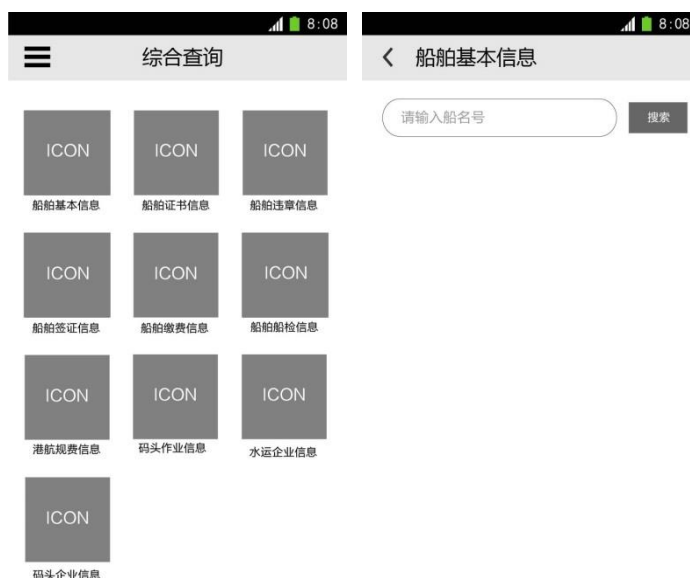 8:08
综合查询
ICON ICON ICON
船舶基本信息 船舶证书信息 船舶违章信息
ICON ICON ICON
船舶签证信息 船舶缴费信息 船舶船检信息
ICON ICON ICON
港航规费信息 码头作业信息 水运企业信息
ICON
码头企业信息
8:08
船舶基本信息
请输入船名号 搜索